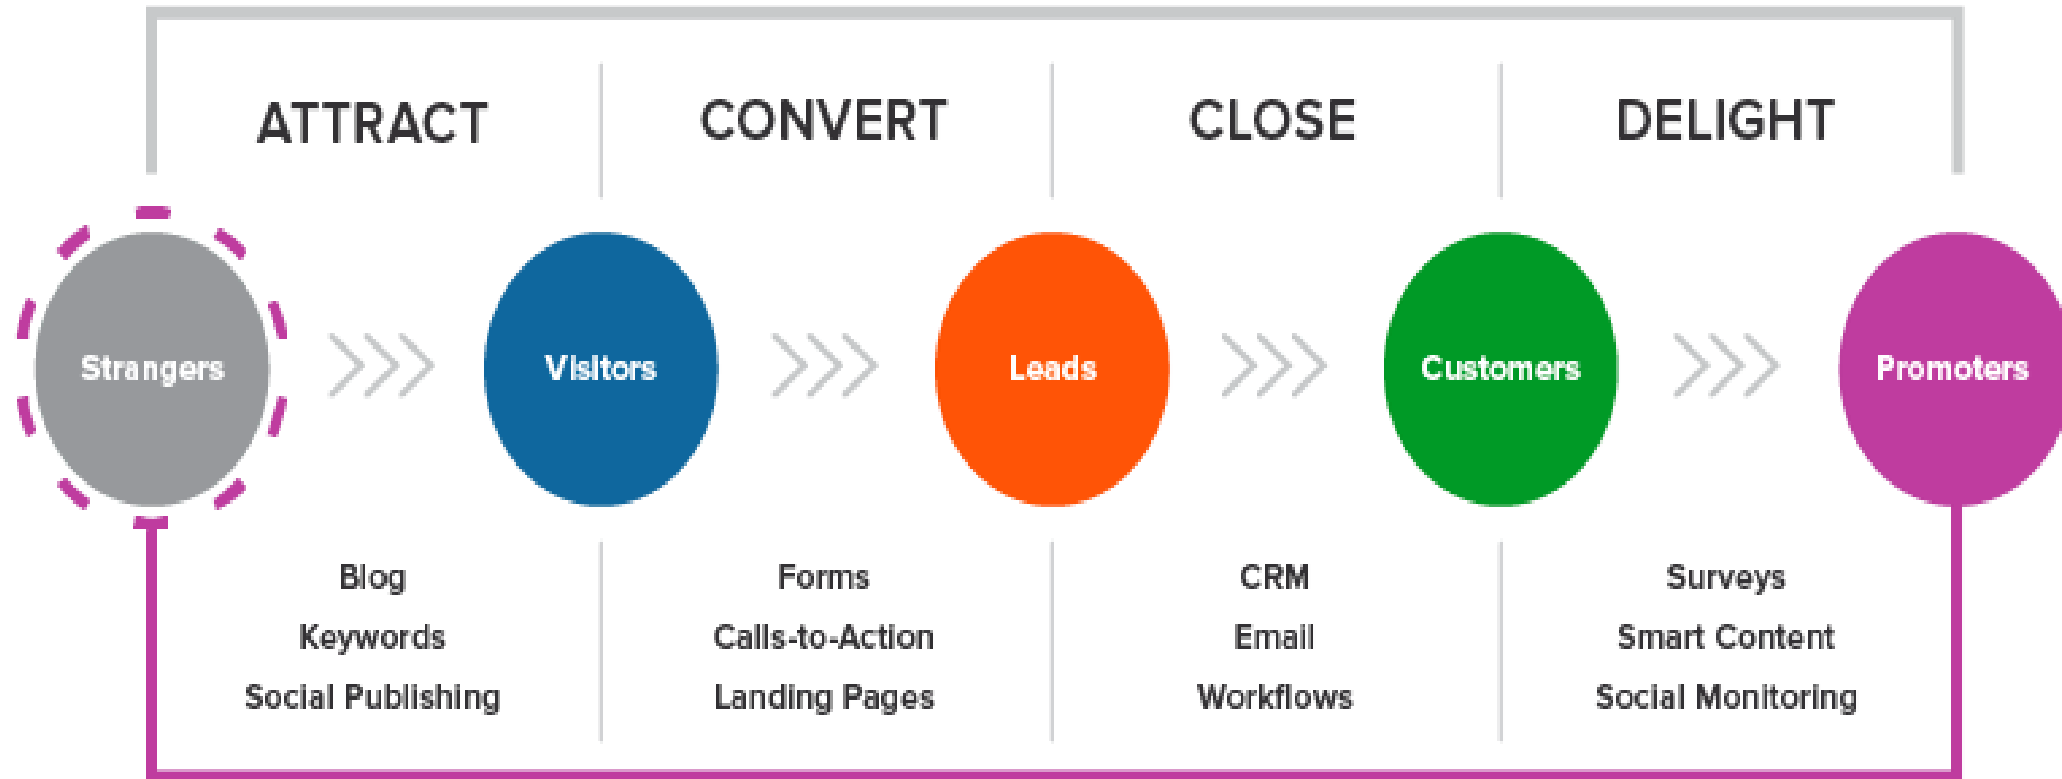 ATTRACT CONVERT CLOSE DELIGHT
Strangers Visitors Leads Customers Promoters
Blog Forms CRM Surveys
Keywords Calls-to-Action Email Smart Content
Social Publishing Landing Pages Workflows Social Monitoring